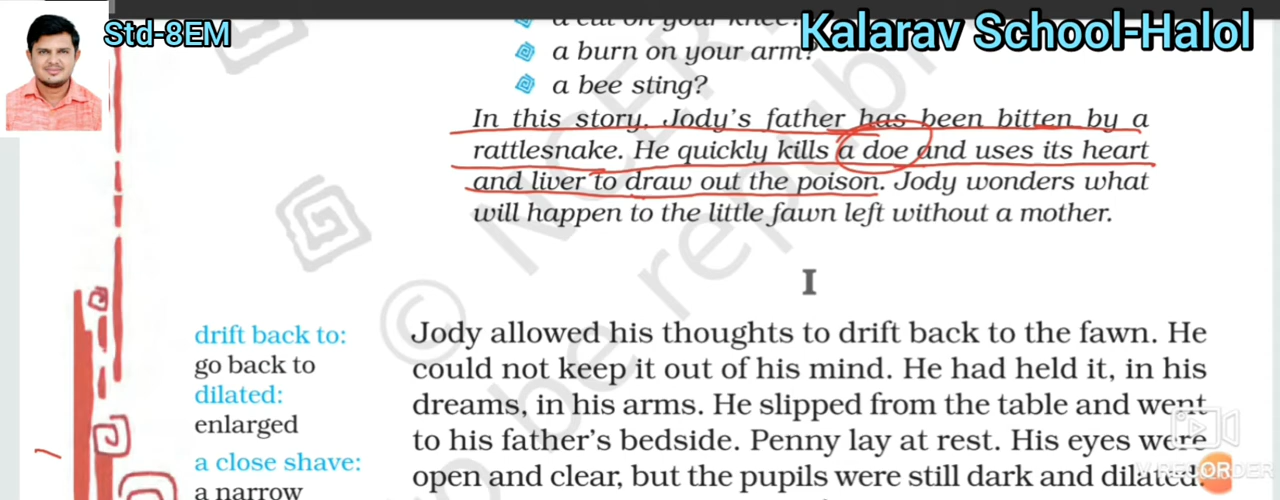 Std-8EM
Kalarav School-Halol
a cut on your knee?
a burn on your arm?
a bee sting?
In this story, Jody's father has been bitten by a
rattlesnake. He quickly kills a doe and uses its heart
and liver to draw out the poison. Jody wonders what
will happen to the little fawn left without a mother.
I
drift back to:
go back to
dilated:
enlarged
a close shave:
a narrow
Jody allowed his thoughts to drift back to the fawn. He
could not keep it out of his mind. He had held it, in his
dreams, in his arms. He slipped from the table and went
to his father's bedside. Penny lay at rest. His eyes were
open and clear, but the pupils were still dark and dilated.